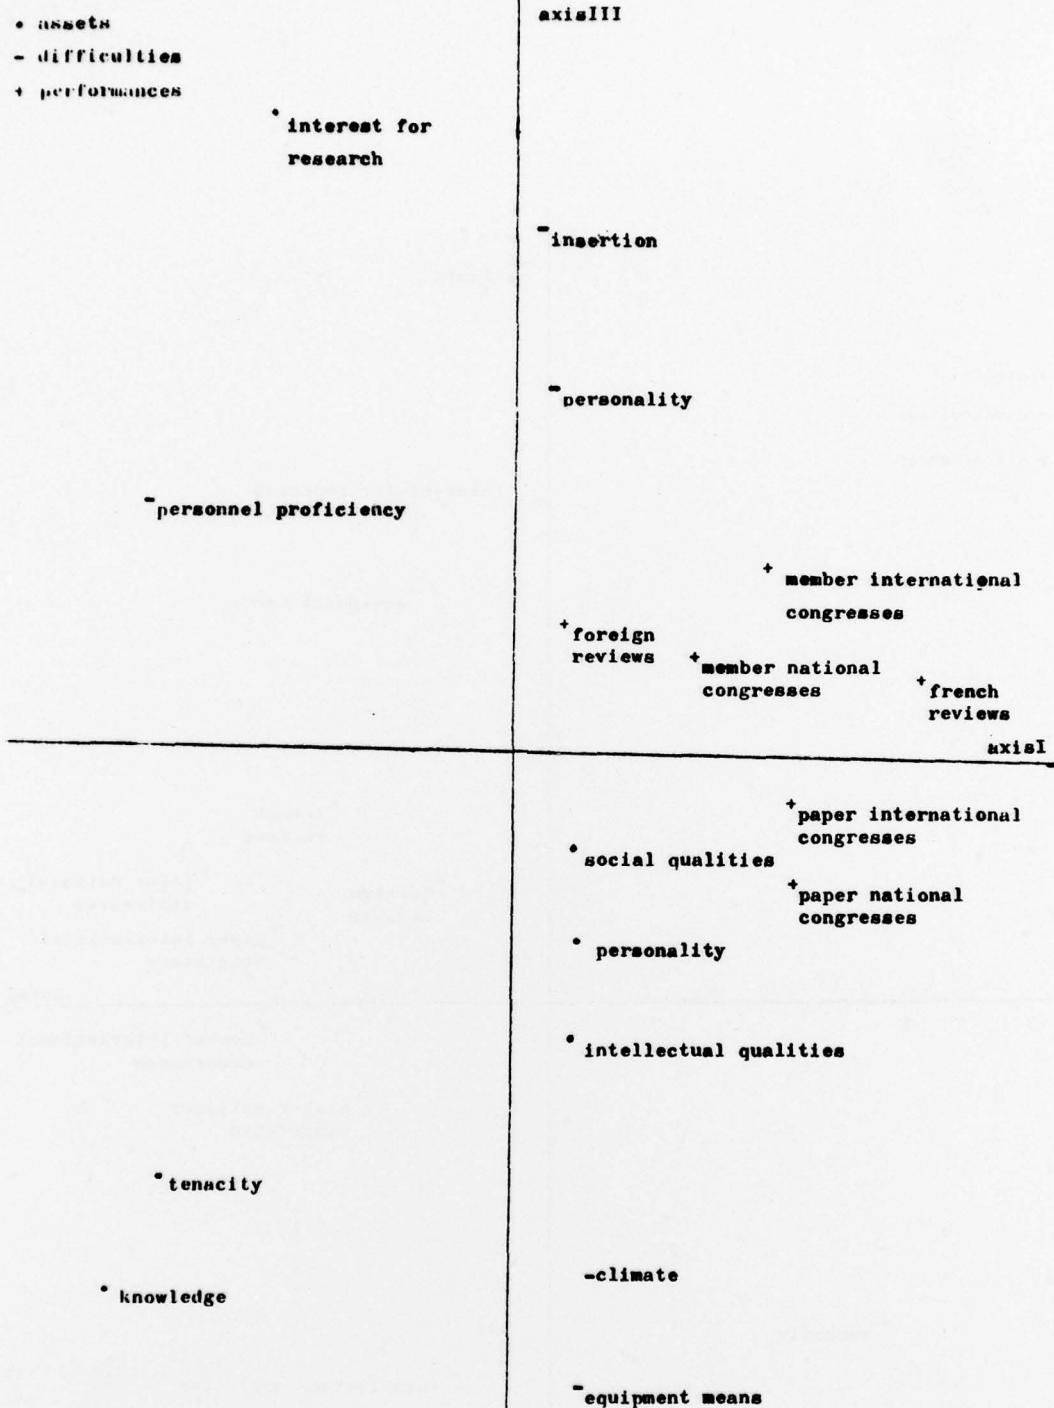 • assets
- difficulties
+ performances
axisIII
• interest for
research
-insertion
-personality
-personnel proficiency
+ member international
congresses
+foreign
reviews
+member national
congresses
+french
reviews
axisI
+paper international
congresses
•social qualities
+paper national
congresses
• personality
• intellectual qualities
•tenacity
-climate
• knowledge
-equipment means